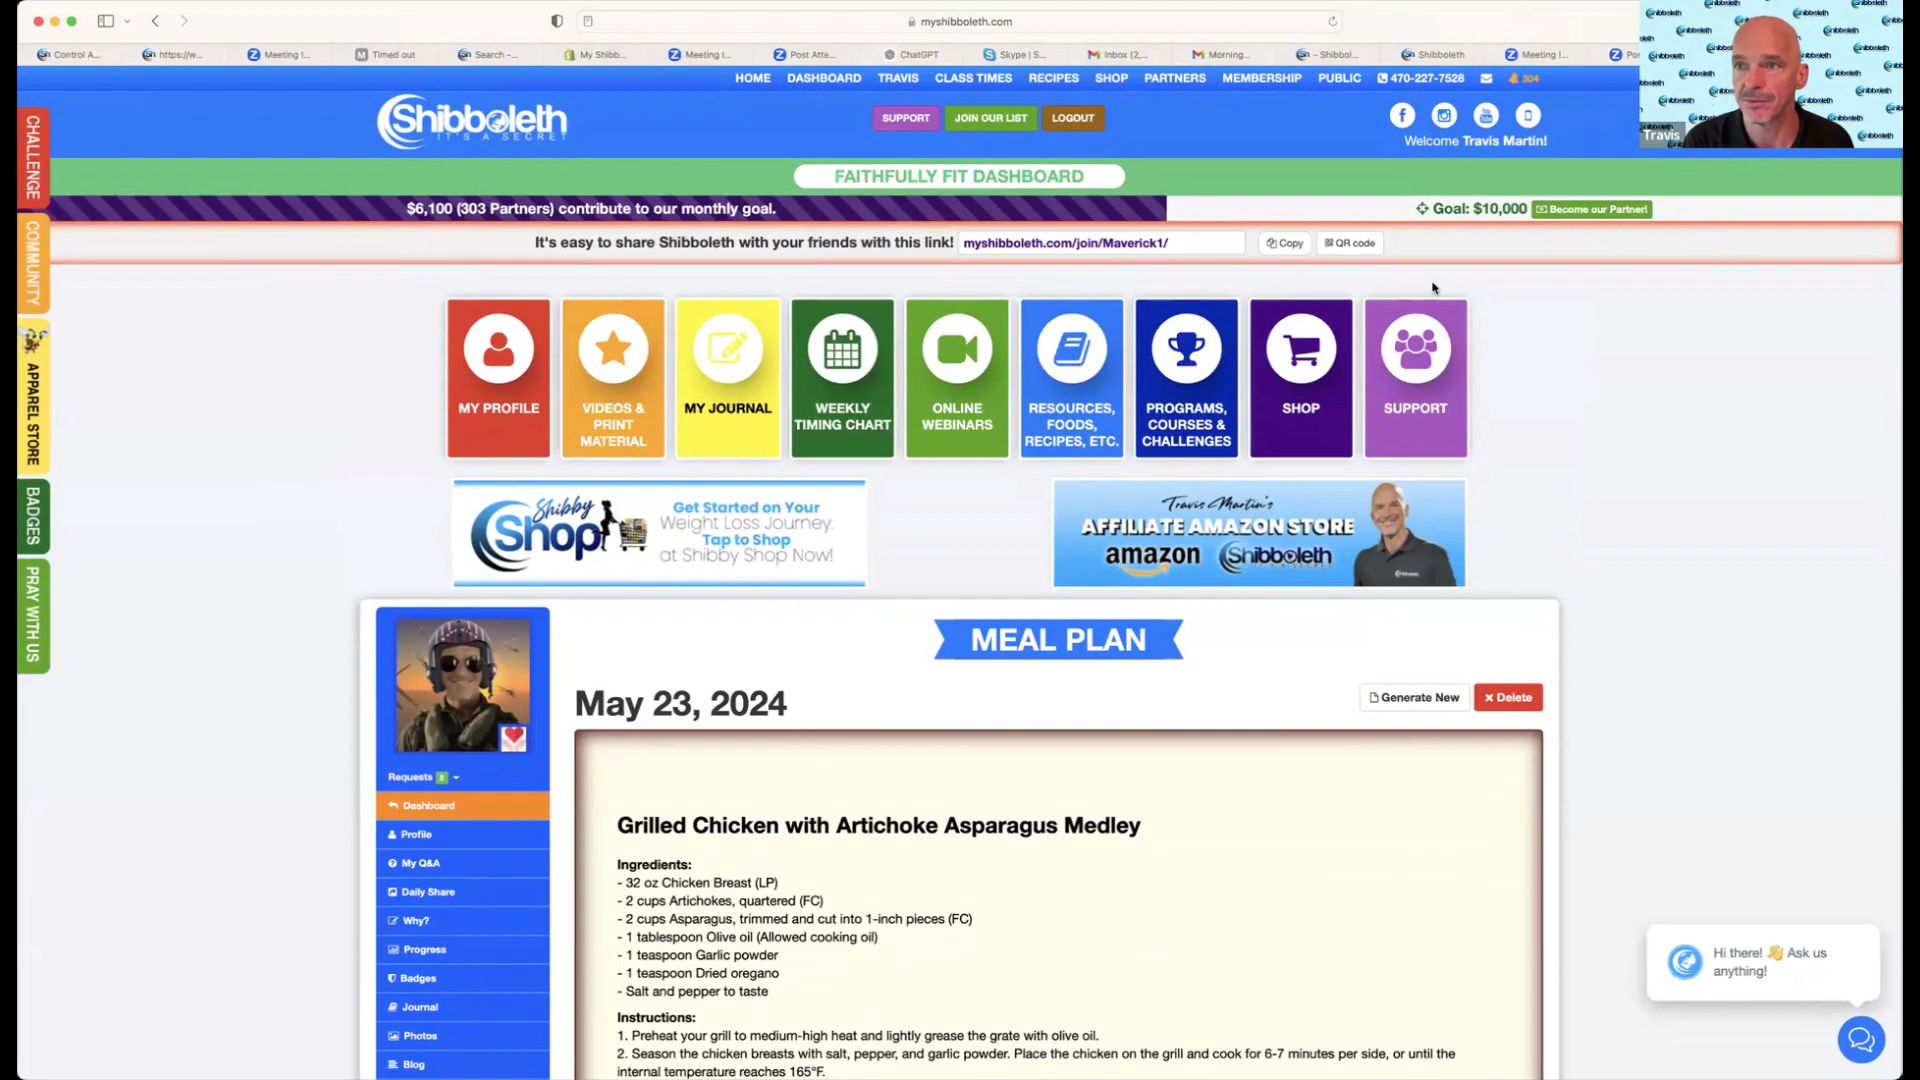 myshibboleth.com
Control A...
https://w...
Meeting I...
Timed out
Search -...
My Shibb...
Meeting I...
Post Atte...
ChatGPT
Skype | S...
Inbox (2,...
Morning...
- Shibbol...
Shibboleth
Meeting I...
HOME DASHBOARD TRAVIS CLASS TIMES RECIPES SHOP PARTNERS MEMBERSHIP PUBLIC 470-227-7528 304
Shibboleth
IT'S A SECRET
SUPPORT
JOIN OUR LIST
LOGOUT
Welcome Travis Martin!
Travis
FAITHFULLY FIT DASHBOARD
$6,100 (303 Partners) contribute to our monthly goal.
Goal: $10,000
Become our Partner!
It's easy to share Shibboleth with your friends with this link!
myshibboleth.com/join/Maverick1/
Copy
QR code
CHALLENGE
COMMUNITY
APPAREL STORE
BADGES
PRAY WITH US
MY PROFILE
VIDEOS &
PRINT
MATERIAL
MY JOURNAL
WEEKLY
TIMING CHART
ONLINE
WEBINARS
RESOURCES,
FOODS,
RECIPES, ETC.
PROGRAMS,
COURSES &
CHALLENGES
SHOP
SUPPORT
Shibby
Shop
Get Started on Your
Weight Loss Journey.
Tap to Shop
at Shibby Shop Now!
Travis Martin's
AFFILIATE AMAZON STORE
amazon Shibboleth
MEAL PLAN
May 23, 2024
Generate New
Delete
Requests 2
Dashboard
Profile
My Q&A
Daily Share
Why?
Progress
Badges
Journal
Photos
Blog
Grilled Chicken with Artichoke Asparagus Medley
Ingredients:
- 32 oz Chicken Breast (LP)
- 2 cups Artichokes, quartered (FC)
- 2 cups Asparagus, trimmed and cut into 1-inch pieces (FC)
- 1 tablespoon Olive oil (Allowed cooking oil)
- 1 teaspoon Garlic powder
- 1 teaspoon Dried oregano
- Salt and pepper to taste
Instructions:
1. Preheat your grill to medium-high heat and lightly grease the grate with olive oil.
2. Season the chicken breasts with salt, pepper, and garlic powder. Place the chicken on the grill and cook for 6-7 minutes per side, or until the
internal temperature reaches 165°F.
Hi there! 👋 Ask us
anything!